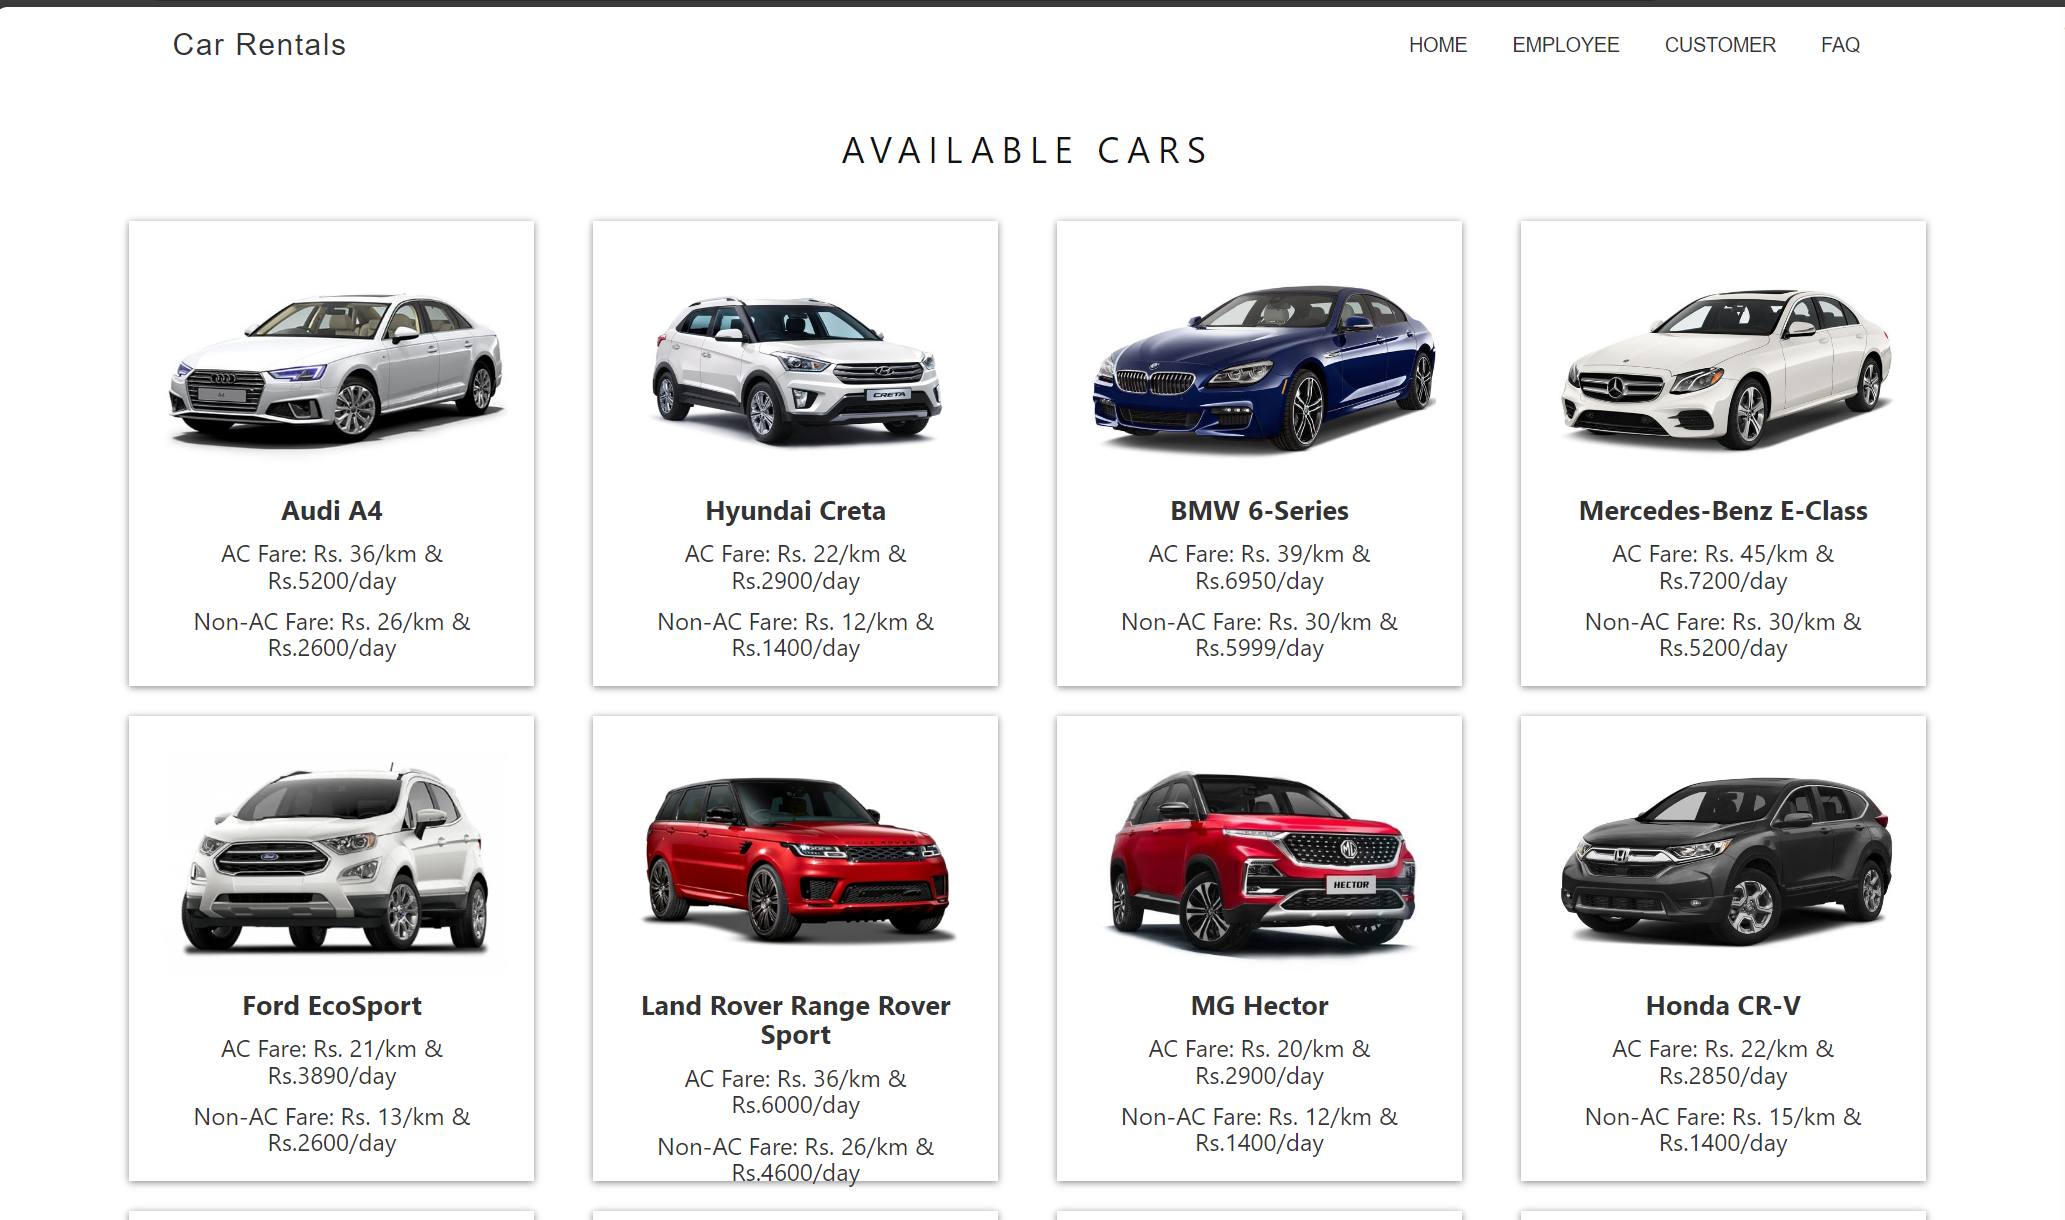 Car Rentals
HOME EMPLOYEE CUSTOMER FAQ
AVAILABLE CARS
A4
Audi A4
AC Fare: Rs. 36/km &
Rs.5200/day
Non-AC Fare: Rs. 26/km &
Rs.2600/day
CRETA
Hyundai Creta
AC Fare: Rs. 22/km &
Rs.2900/day
Non-AC Fare: Rs. 12/km &
Rs.1400/day
BMW 6-Series
AC Fare: Rs. 39/km &
Rs.6950/day
Non-AC Fare: Rs. 30/km &
Rs.5999/day
Mercedes-Benz E-Class
AC Fare: Rs. 45/km &
Rs.7200/day
Non-AC Fare: Rs. 30/km &
Rs.5200/day
Ford
Ford EcoSport
AC Fare: Rs. 21/km &
Rs.3890/day
Non-AC Fare: Rs. 13/km &
Rs.2600/day
Land Rover Range Rover
Sport
AC Fare: Rs. 36/km &
Rs.6000/day
Non-AC Fare: Rs. 26/km &
Rs.4600/day
MG
HECTOR
MG Hector
AC Fare: Rs. 20/km &
Rs.2900/day
Non-AC Fare: Rs. 12/km &
Rs.1400/day
Honda CR-V
AC Fare: Rs. 22/km &
Rs.2850/day
Non-AC Fare: Rs. 15/km &
Rs.1400/day